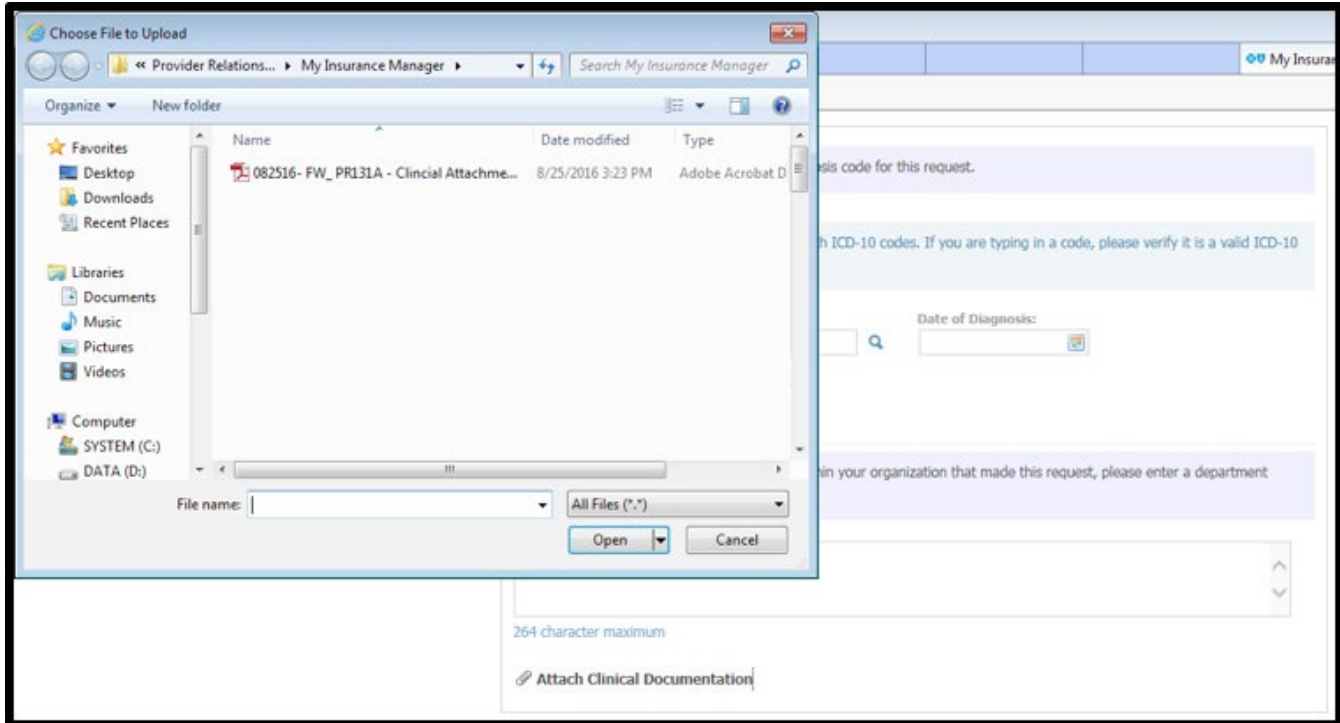 Choose File to Upload
« Provider Relations... ▸ My Insurance Manager ▸
Search My Insurance Manager
Organize
New folder
Favorites
Desktop
Downloads
Recent Places
Libraries
Documents
Music
Pictures
Videos
Computer
SYSTEM (C:)
DATA (D:)
Name Date modified Type
082516- FW_ PR131A - Clincial Attachme... 8/25/2016 3:23 PM Adobe Acrobat D
File name:
All Files (*.*)
Open
Cancel
My Insurar
sis code for this request.
h ICD-10 codes. If you are typing in a code, please verify it is a valid ICD-10
Date of Diagnosis:
in your organization that made this request, please enter a department
264 character maximum
Attach Clinical Documentation